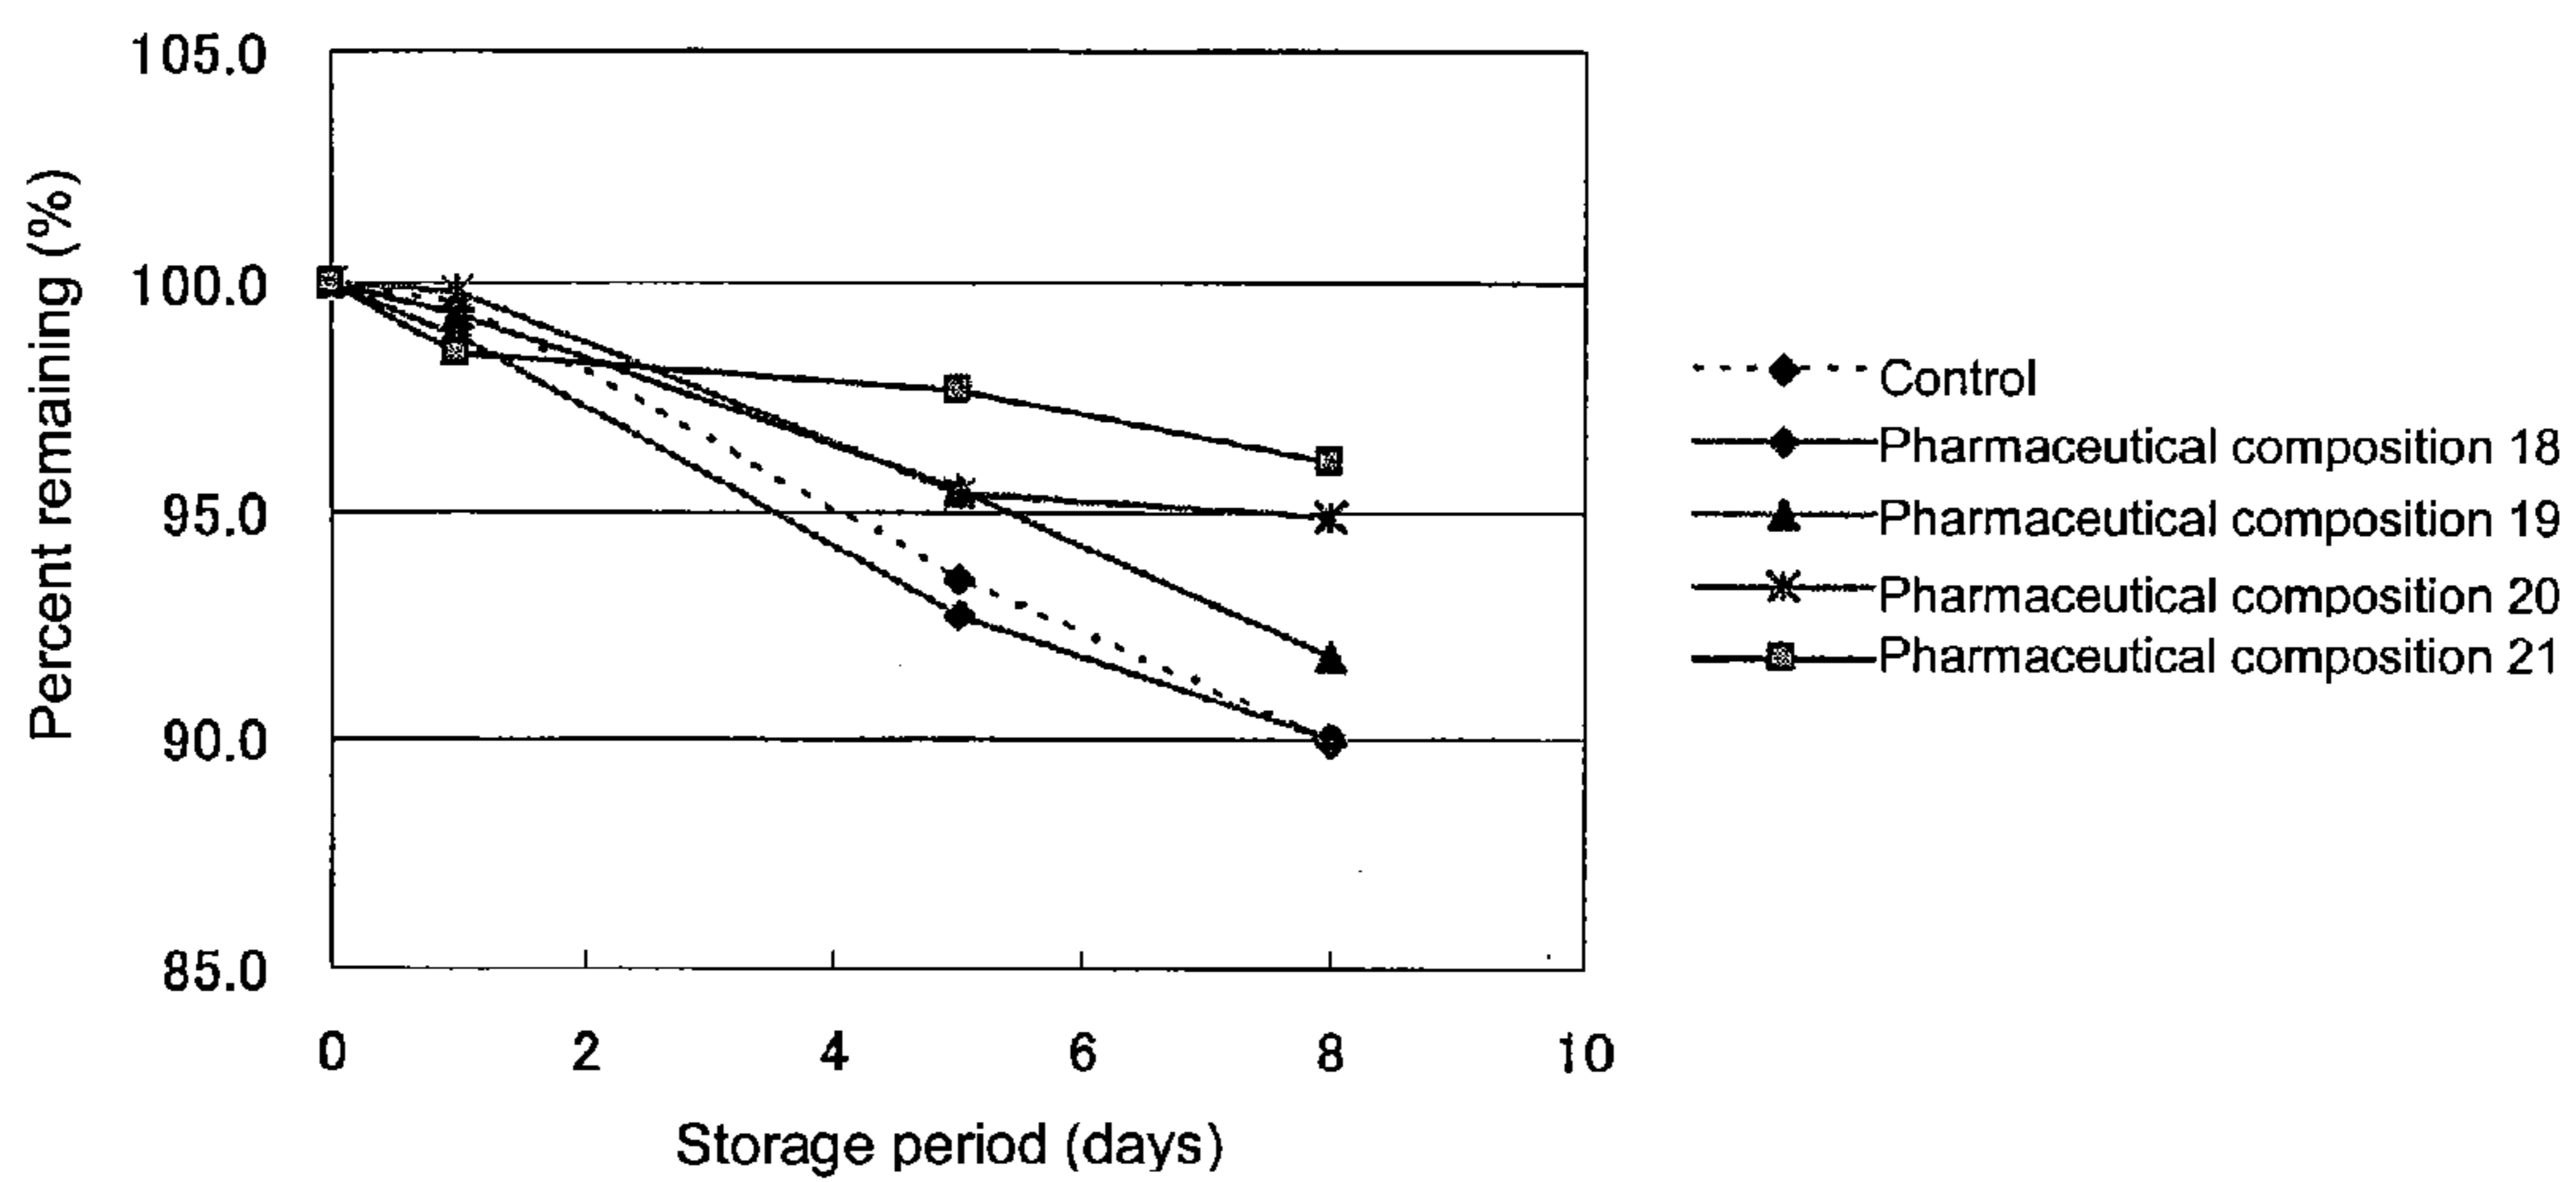 Percent remaining (%)
105.0
100.0
95.0
90.0
85.0
0 2 4 6 8 10
Storage period (days)
Control
Pharmaceutical composition 18
Pharmaceutical composition 19
Pharmaceutical composition 20
Pharmaceutical composition 21